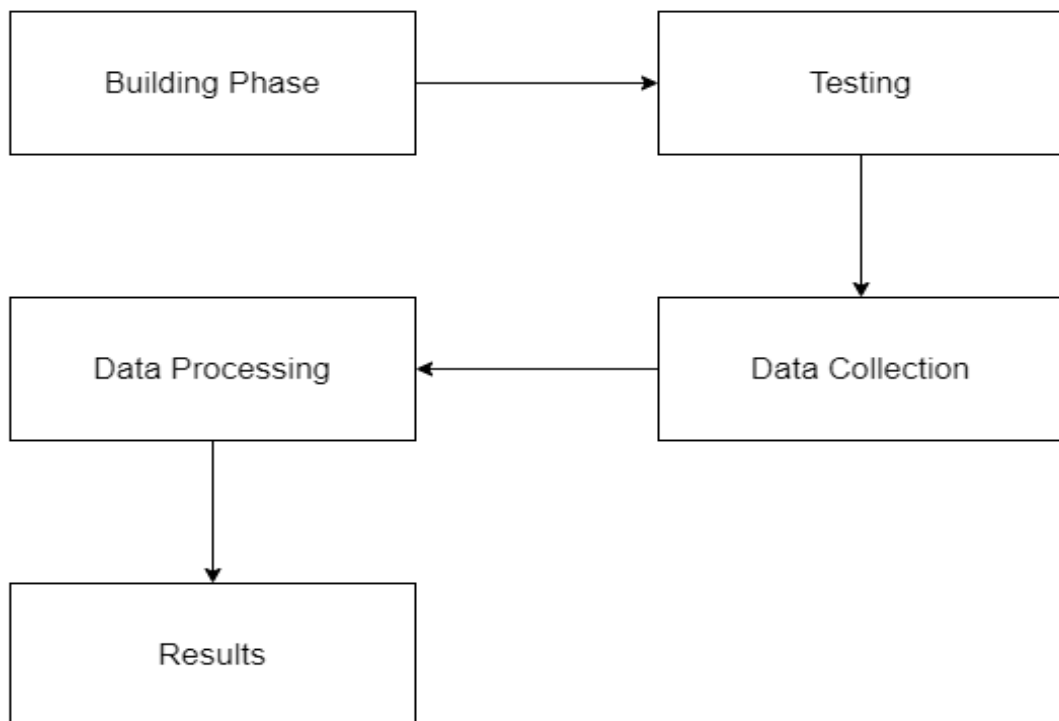 Building Phase
Testing
Data Processing
Data Collection
Results